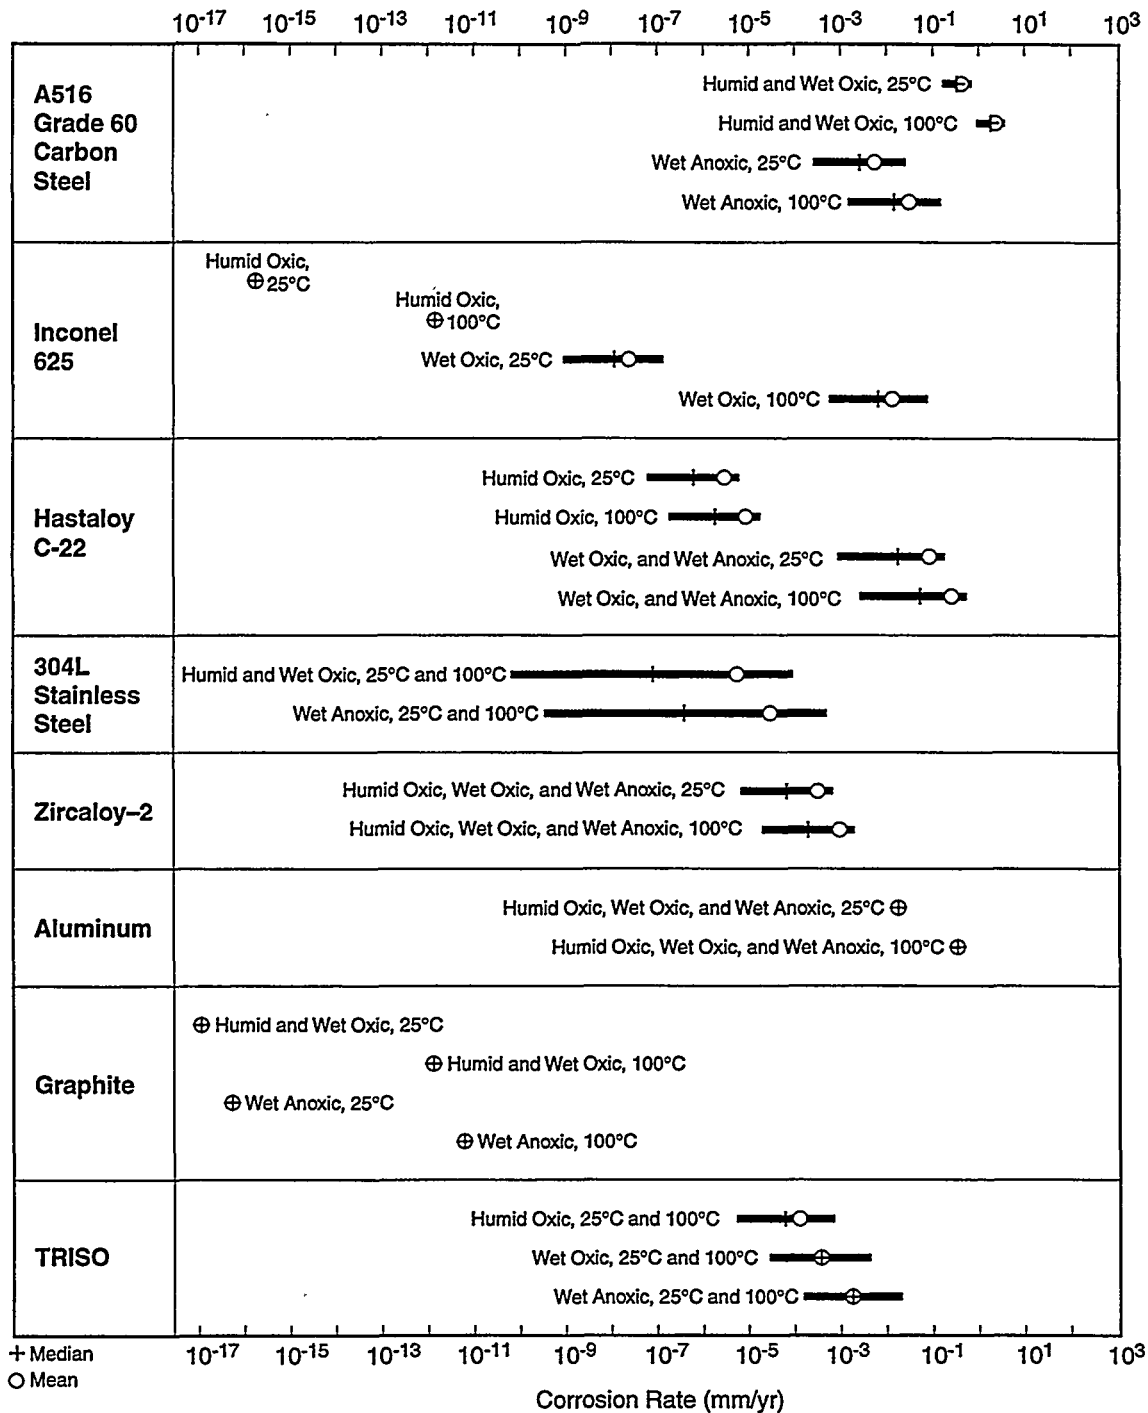 10-17 10-15 10-13 10-11 10-9 10-7 10-5 10-3 10-1 101 103
A516
Grade 60
Carbon
Steel
Humid and Wet Oxic, 25°C
Humid and Wet Oxic, 100°C
Wet Anoxic, 25°C
Wet Anoxic, 100°C
Inconel
625
Humid Oxic,
25°C
Humid Oxic,
100°C
Wet Oxic, 25°C
Wet Oxic, 100°C
Hastaloy
C-22
Humid Oxic, 25°C
Humid Oxic, 100°C
Wet Oxic, and Wet Anoxic, 25°C
Wet Oxic, and Wet Anoxic, 100°C
304L
Stainless
Steel
Humid and Wet Oxic, 25°C and 100°C
Wet Anoxic, 25°C and 100°C
Zircaloy–2
Humid Oxic, Wet Oxic, and Wet Anoxic, 25°C
Humid Oxic, Wet Oxic, and Wet Anoxic, 100°C
Aluminum
Humid Oxic, Wet Oxic, and Wet Anoxic, 25°C
Humid Oxic, Wet Oxic, and Wet Anoxic, 100°C
Graphite
Humid and Wet Oxic, 25°C
Humid and Wet Oxic, 100°C
Wet Anoxic, 25°C
Wet Anoxic, 100°C
TRISO
Humid Oxic, 25°C and 100°C
Wet Oxic, 25°C and 100°C
Wet Anoxic, 25°C and 100°C
+ Median
○ Mean
10-17 10-15 10-13 10-11 10-9 10-7 10-5 10-3 10-1 101 103
Corrosion Rate (mm/yr)